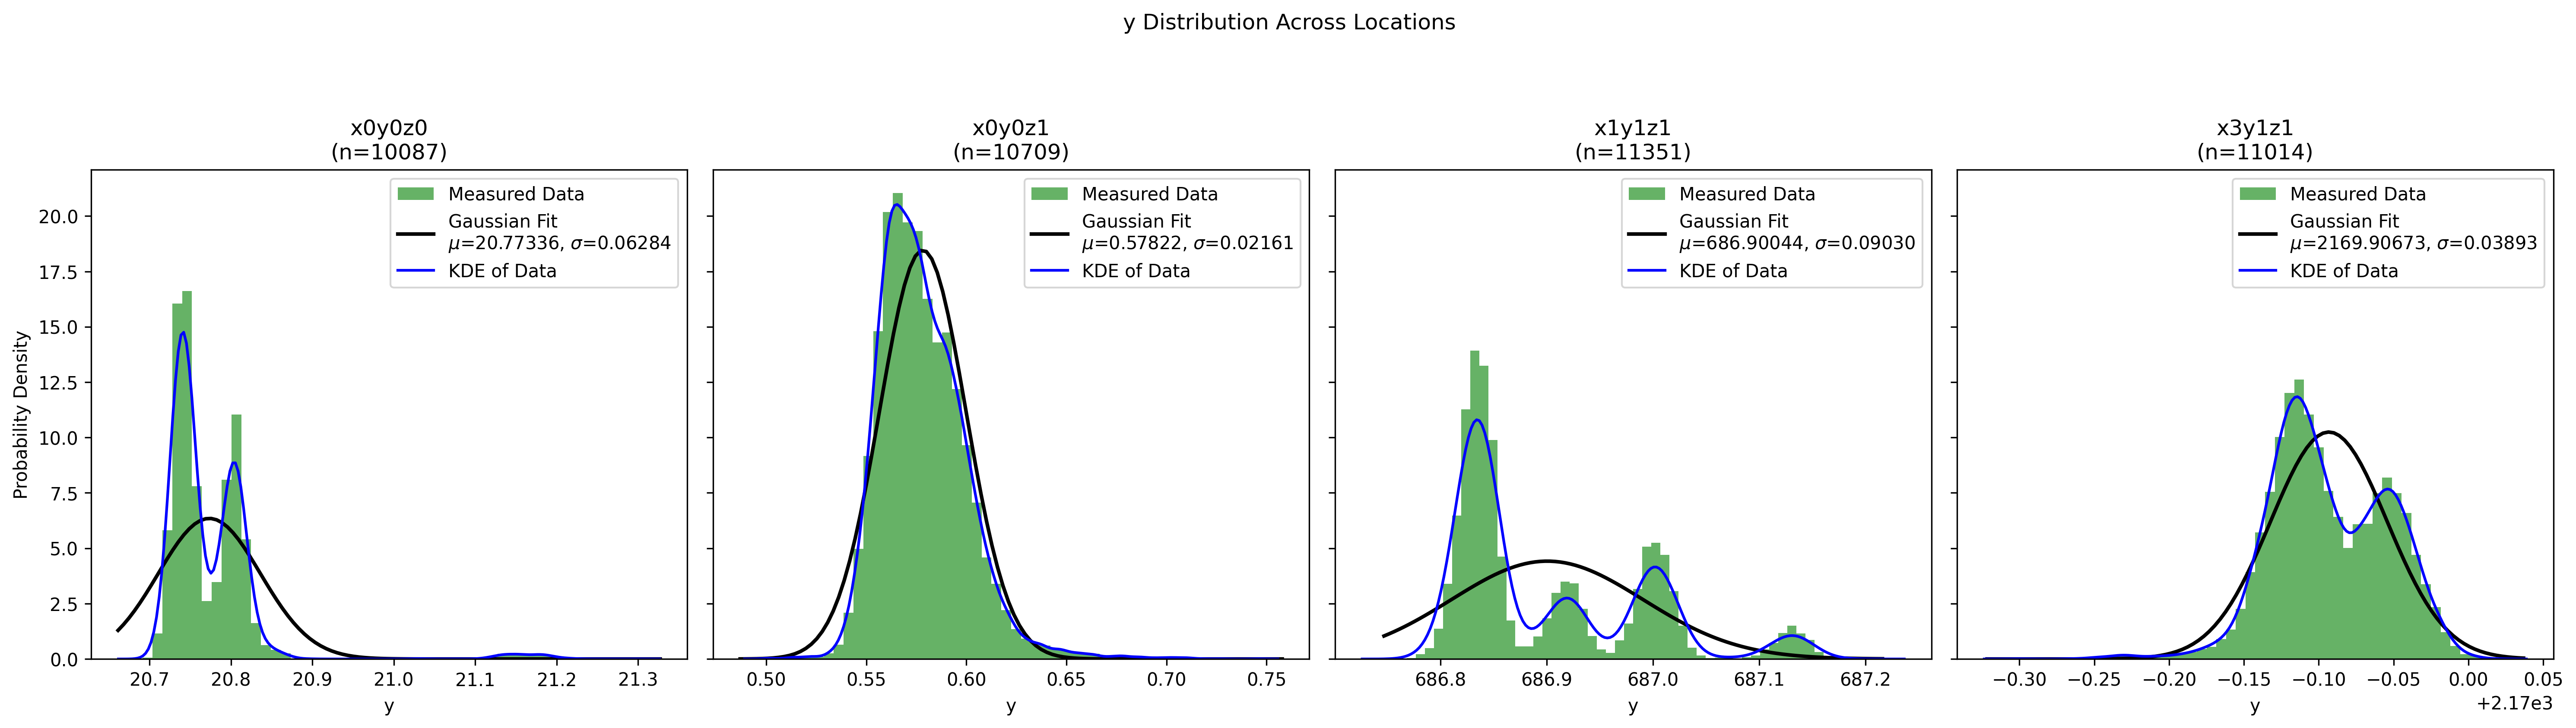 y Distribution Across Locations
x0y0z0
(n=10087)
Measured Data
Gaussian Fit
μ=20.77336, σ=0.06284
KDE of Data
Probability Density
20.0
17.5
15.0
12.5
10.0
7.5
5.0
2.5
0.0
20.7 20.8 20.9 21.0 21.1 21.2 21.3
y
x0y0z1
(n=10709)
Measured Data
Gaussian Fit
μ=0.57822, σ=0.02161
KDE of Data
0.50 0.55 0.60 0.65 0.70 0.75
y
x1y1z1
(n=11351)
Measured Data
Gaussian Fit
μ=686.90044, σ=0.09030
KDE of Data
686.8 686.9 687.0 687.1 687.2
y
x3y1z1
(n=11014)
Measured Data
Gaussian Fit
μ=2169.90673, σ=0.03893
KDE of Data
−0.30 −0.25 −0.20 −0.15 −0.10 −0.05 0.00 0.05
+2.17e3
y